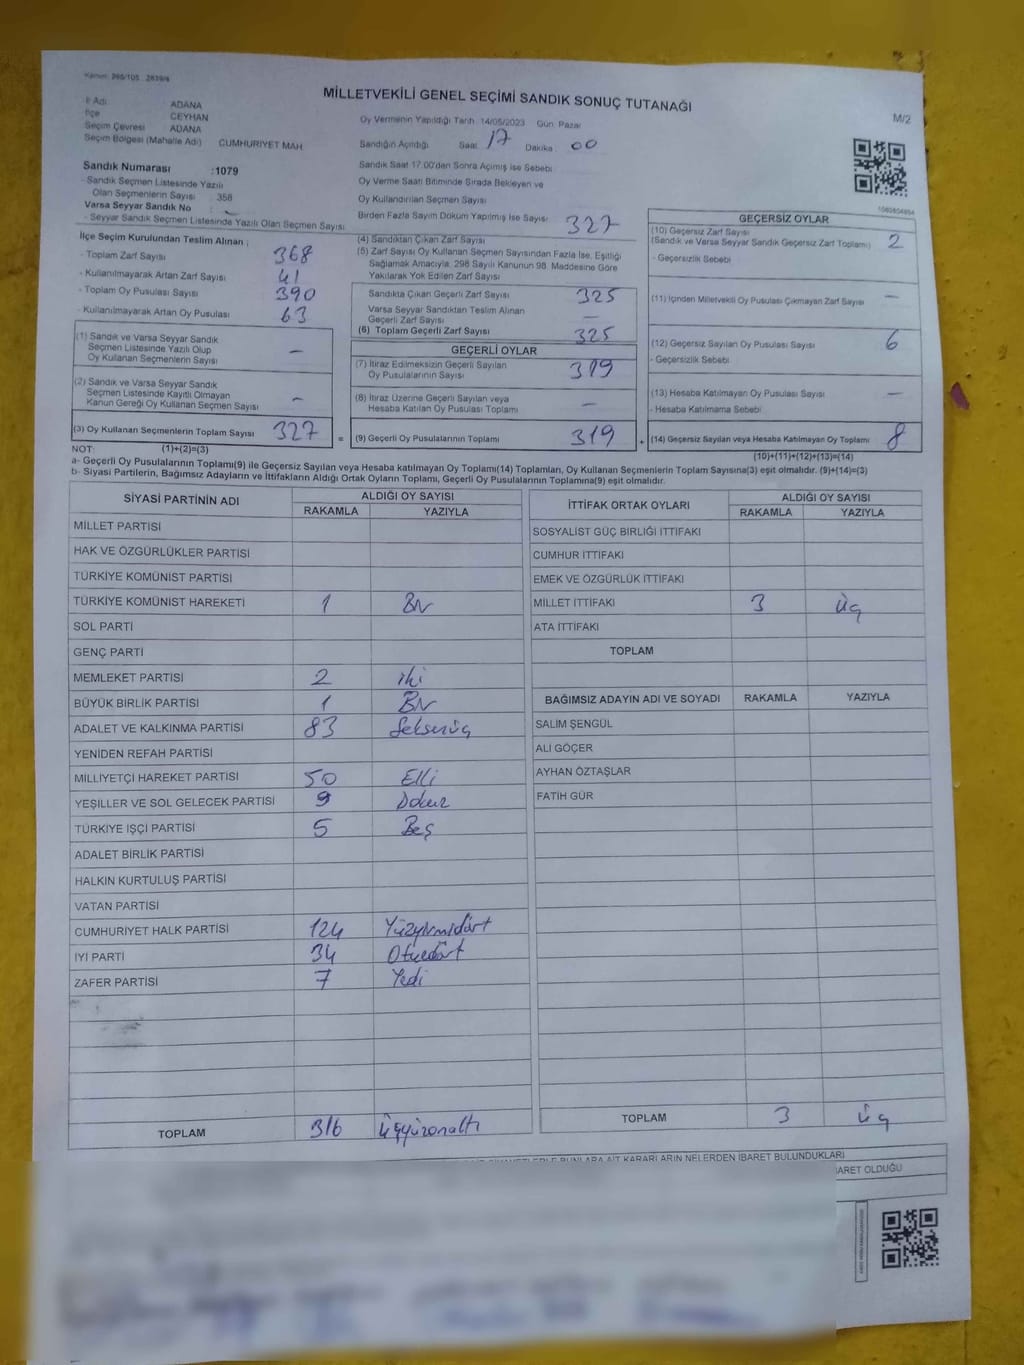 Kanun: 298/105 2839/4
MİLLETVEKİLİ GENEL SEÇİMİ SANDIK SONUÇ TUTANAĞI
M/2
İl Adı ADANA
İlçe CEYHAN
Seçim Çevresi ADANA
Seçim Bölgesi (Mahalle Adı) CUMHURİYET MAH.
Sandık Numarası :1079
- Sandık Seçmen Listesinde Yazılı
Olan Seçmenlerin Sayısı : 358
Varsa Seyyar Sandık No :
- Seyyar Sandık Seçmen Listesinde Yazılı Olan Seçmen Sayısı:
Oy Vermenin Yapıldığı Tarih: 14/05/2023 Gün: Pazar
Sandığın Açıldığı Saat: 17 Dakika: 00
Sandık Saat 17.00'den Sonra Açılmış İse Sebebi:
Oy Verme Saati Bitiminde Sırada Bekleyen ve
Oy Kullandırılan Seçmen Sayısı
Birden Fazla Sayım Döküm Yapılmış İse Sayısı:
İlçe Seçim Kurulundan Teslim Alınan :
- Toplam Zarf Sayısı 368
- Kullanılmayarak Artan Zarf Sayısı 41
- Toplam Oy Pusulası Sayısı 390
- Kullanılmayarak Artan Oy Pusulası 63
(1) Sandık ve Varsa Seyyar Sandık
Seçmen Listesinde Yazılı Olup
Oy Kullanan Seçmenlerin Sayısı –
(2) Sandık ve Varsa Seyyar Sandık
Seçmen Listesinde Kayıtlı Olmayan
Kanun Gereği Oy Kullanan Seçmen Sayısı –
(3) Oy Kullanan Seçmenlerin Toplam Sayısı 327 =
(1)+(2)=(3)
(4) Sandıktan Çıkan Zarf Sayısı 327
(5) Zarf Sayısı Oy Kullanan Seçmen Sayısından Fazla İse, Eşitliği
Sağlamak Amacıyla, 298 Sayılı Kanunun 98. Maddesine Göre
Yakılarak Yok Edilen Zarf Sayısı
Sandıkta Çıkan Geçerli Zarf Sayısı 325
Varsa Seyyar Sandıktan Teslim Alınan
Geçerli Zarf Sayısı –
(6) Toplam Geçerli Zarf Sayısı 325
GEÇERLİ OYLAR
(7) İtiraz Edilmeksizin Geçerli Sayılan
Oy Pusulalarının Sayısı 319
(8) İtiraz Üzerine Geçerli Sayılan veya
Hesaba Katılan Oy Pusulası Toplamı –
(9) Geçerli Oy Pusulalarının Toplamı 319 +
1060804994
GEÇERSİZ OYLAR
(10) Geçersiz Zarf Sayısı
(Sandık ve Varsa Seyyar Sandık Geçersiz Zarf Toplamı) 2
- Geçersizlik Sebebi
(11) İçinden Milletvekili Oy Pusulası Çıkmayan Zarf Sayısı –
(12) Geçersiz Sayılan Oy Pusulası Sayısı 6
- Geçersizlik Sebebi:
(13) Hesaba Katılmayan Oy Pusulası Sayısı –
- Hesaba Katılmama Sebebi:
(14) Geçersiz Sayılan veya Hesaba Katılmayan Oy Toplamı 8
(10)+(11)+(12)+(13)=(14)
NOT:
a- Geçerli Oy Pusulalarının Toplamı(9) ile Geçersiz Sayılan veya Hesaba katılmayan Oy Toplamı(14) Toplamları, Oy Kullanan Seçmenlerin Toplam Sayısına(3) eşit olmalıdır. (9)+(14)=(3)
b- Siyasi Partilerin, Bağımsız Adayların ve İttifakların Aldığı Ortak Oyların Toplamı, Geçerli Oy Pusulalarının Toplamına(9) eşit olmalıdır.
SİYASİ PARTİNİN ADI ALDIĞI OY SAYISI
RAKAMLA YAZIYLA
MİLLET PARTİSİ
HAK VE ÖZGÜRLÜKLER PARTİSİ
TÜRKİYE KOMÜNİST PARTİSİ
TÜRKİYE KOMÜNİST HAREKETİ 1 Bir
SOL PARTİ
GENÇ PARTİ
MEMLEKET PARTİSİ 2 iki
BÜYÜK BİRLİK PARTİSİ 1 Bir
ADALET VE KALKINMA PARTİSİ 83 Seksenüç
YENİDEN REFAH PARTİSİ
MİLLİYETÇİ HAREKET PARTİSİ 50 Elli
YEŞİLLER VE SOL GELECEK PARTİSİ 9 Dokuz
TÜRKİYE İŞÇİ PARTİSİ 5 Beş
ADALET BİRLİK PARTİSİ
HALKIN KURTULUŞ PARTİSİ
VATAN PARTİSİ
CUMHURİYET HALK PARTİSİ 124 Yüzyirmidört
İYİ PARTİ 34 Otuzdört
ZAFER PARTİSİ 7 Yedi
TOPLAM 316 üçyüzonaltı
İTTİFAK ORTAK OYLARI ALDIĞI OY SAYISI
RAKAMLA YAZIYLA
SOSYALİST GÜÇ BİRLİĞİ İTTİFAKI
CUMHUR İTTİFAKI
EMEK VE ÖZGÜRLÜK İTTİFAKI
MİLLET İTTİFAKI 3 üç
ATA İTTİFAKI
TOPLAM
BAĞIMSIZ ADAYIN ADI VE SOYADI RAKAMLA YAZIYLA
SALİM ŞENGÜL
ALİ GÖÇER
AYHAN ÖZTAŞLAR
FATİH GÜR
TOPLAM 3 üç
BUNLARA AİT KARARLARIN NELERDEN İBARET BULUNDUKLARI
İBARET OLDUĞU